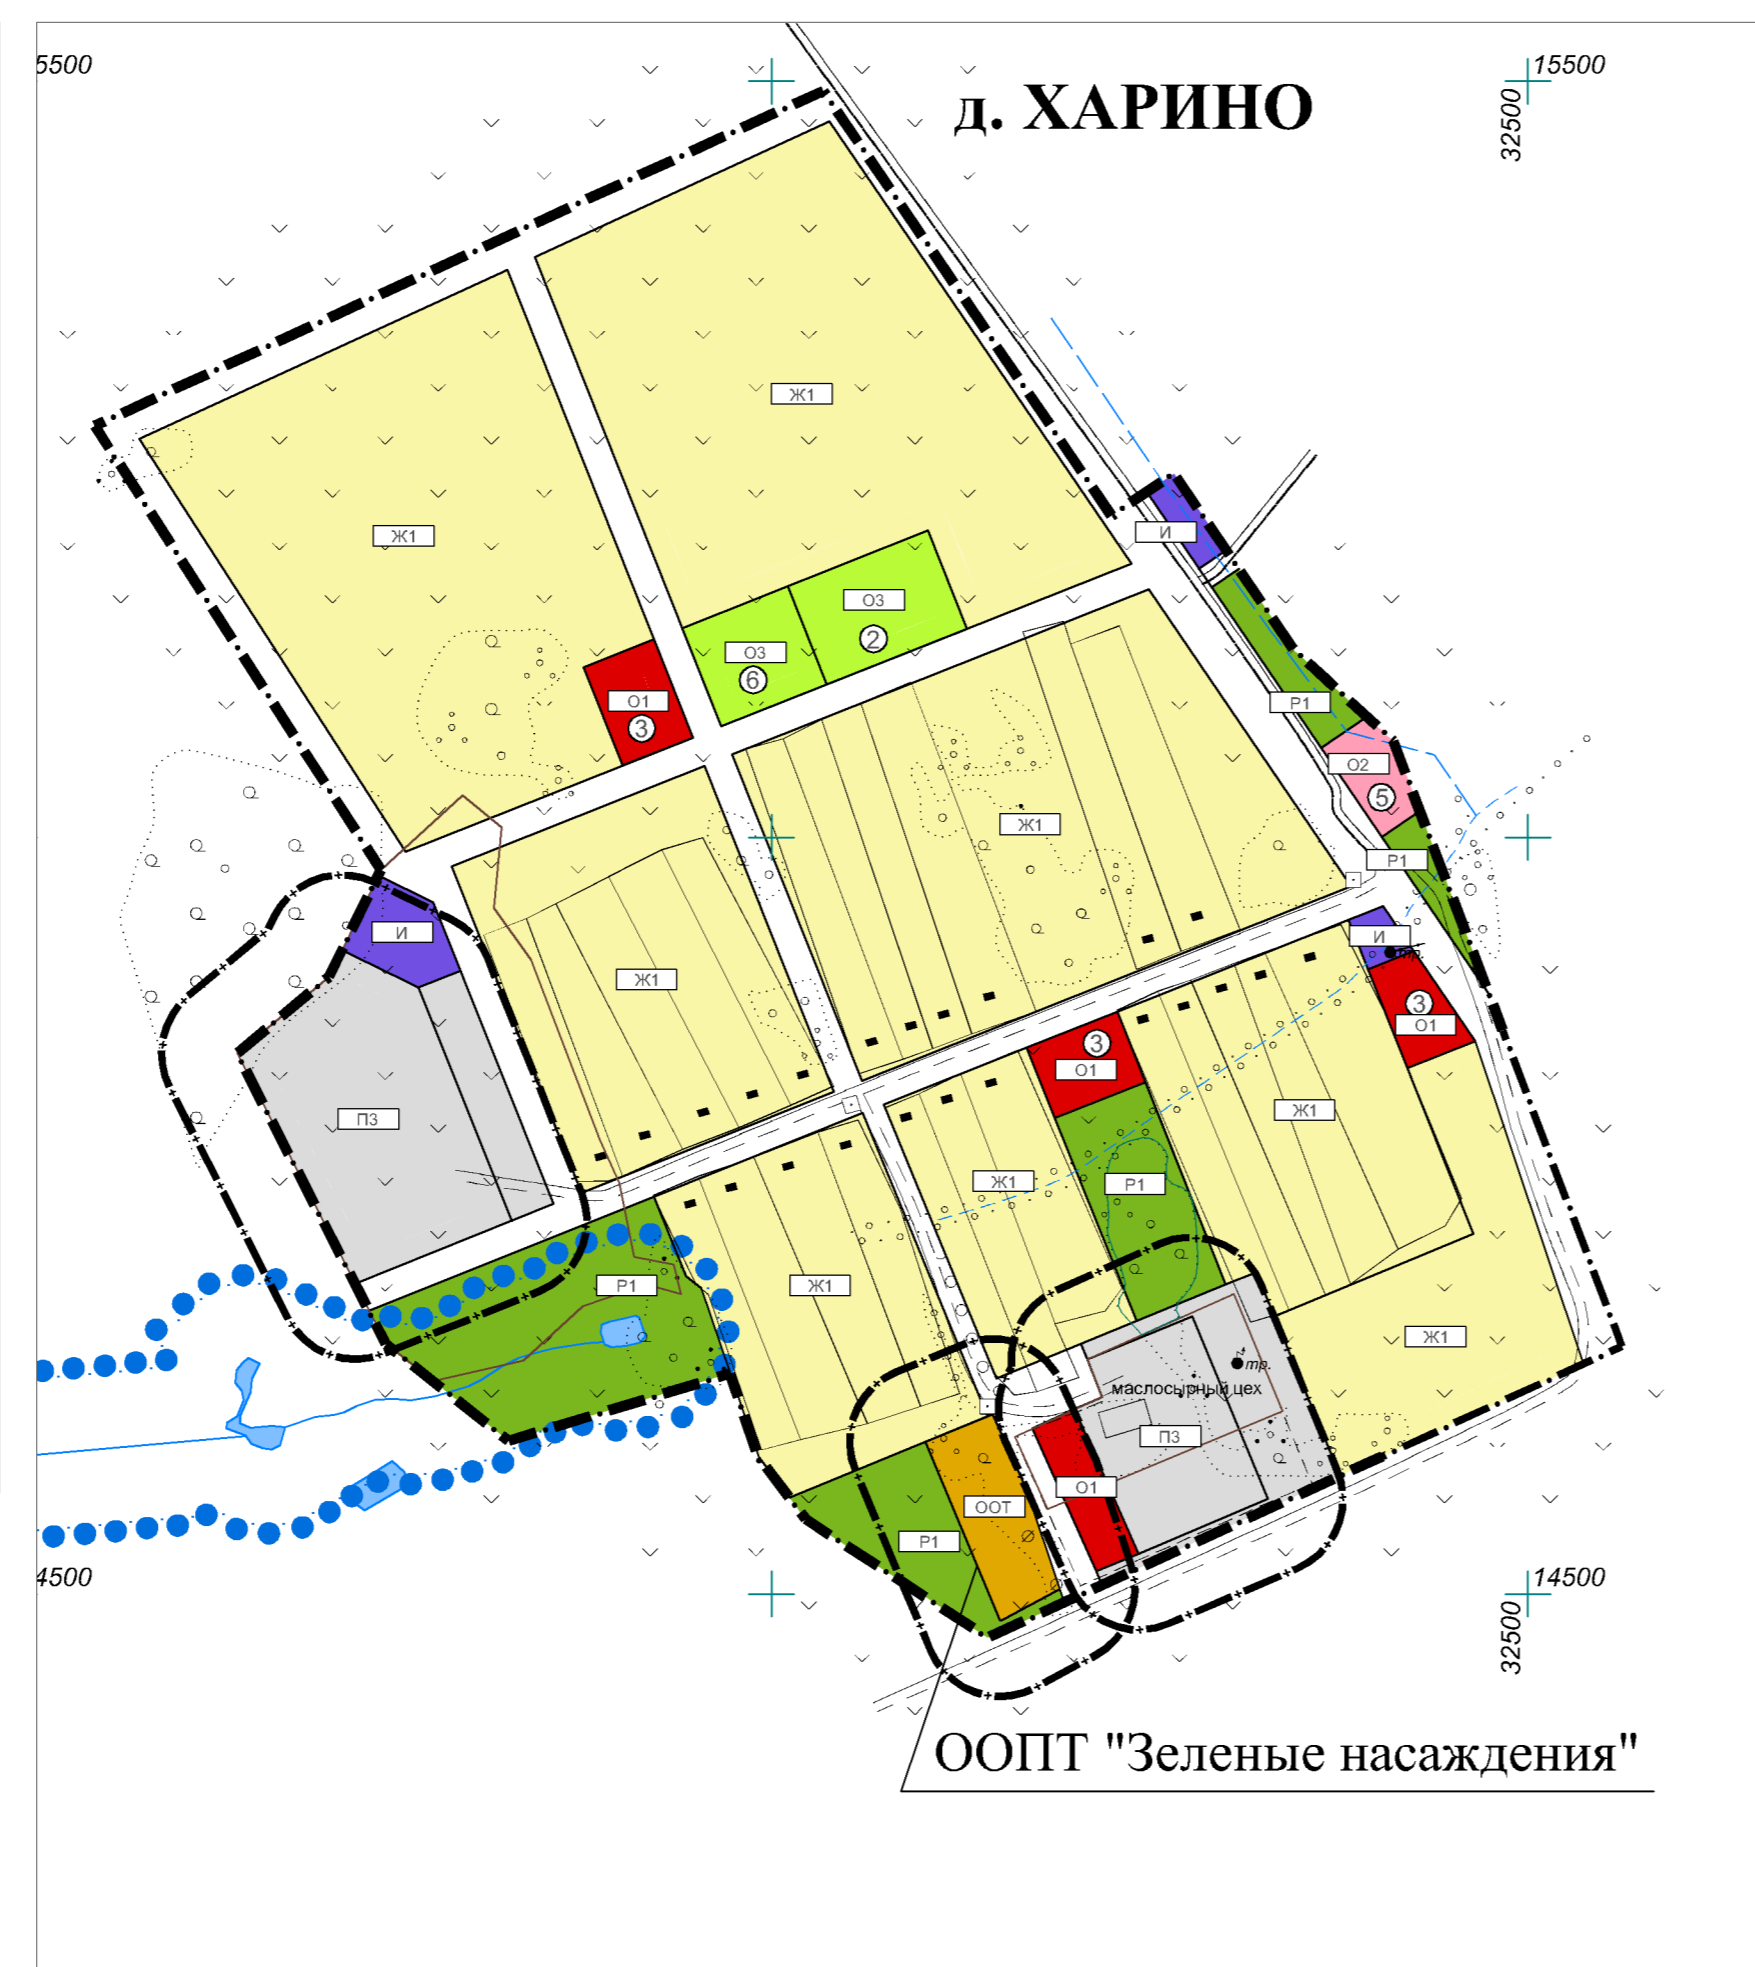 5500
15500
32500
д. ХАРИНО
Ж1
Ж1
И
О3
2
О3
6
О1
3
Р1
О2
5
Ж1
Р1
И
И
тр.
Ж1
3
О1
3
О1
П3
Ж1
Ж1
Р1
Р1
Ж1
Ж1
тр.
маслосырный цех
П3
О1
ООТ
Р1
4500
14500
32500
ООПТ "Зеленые насаждения"